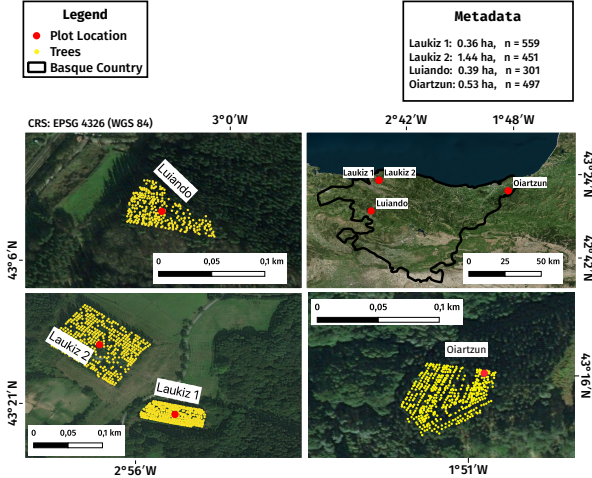 Legend
Plot Location
Trees
Basque Country
Metadata
Laukiz 1: 0.36 ha, n = 559
Laukiz 2: 1.44 ha, n = 451
Luiando: 0.39 ha, n = 301
Oiartzun: 0.53 ha, n = 497
CRS: EPSG 4326 (WGS 84)
3°0´W
2°42´W
1°48´W
Luiando
0
0,05
0,1 km
43°6´N
Laukiz 1
Laukiz 2
Oiartzun
Luiando
0
25
50 km
43°24´N
42°42´N
Laukiz 2
Laukiz 1
0
0,05
0,1 km
43°21´N
2°56´W
0
0,05
0,1 km
Oiartzun
43°16´N
1°51´W